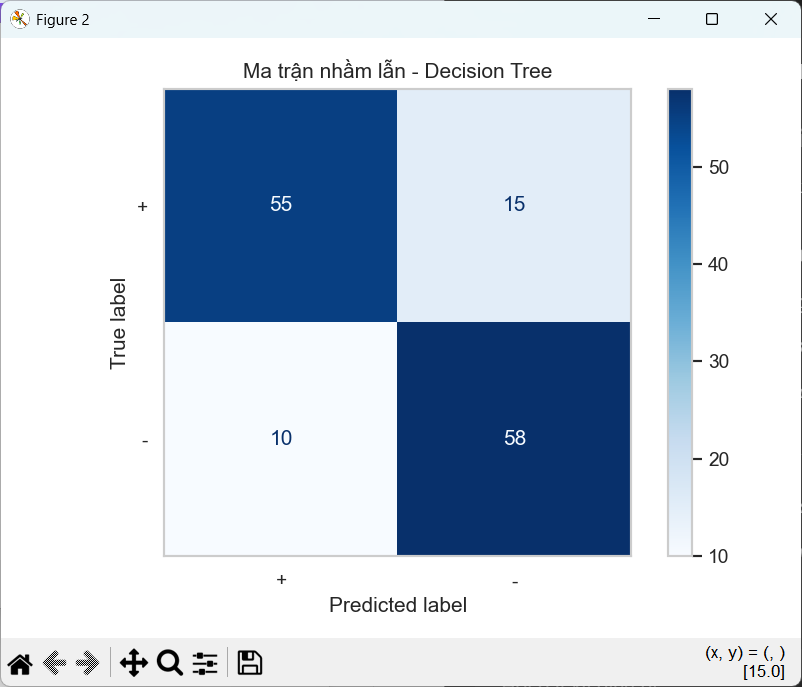 Figure 2
Ma trận nhầm lẫn - Decision Tree
True label
+
55
15
-
10
58
+
-
Predicted label
50
40
30
20
10
(x, y) = (, )
[15.0]